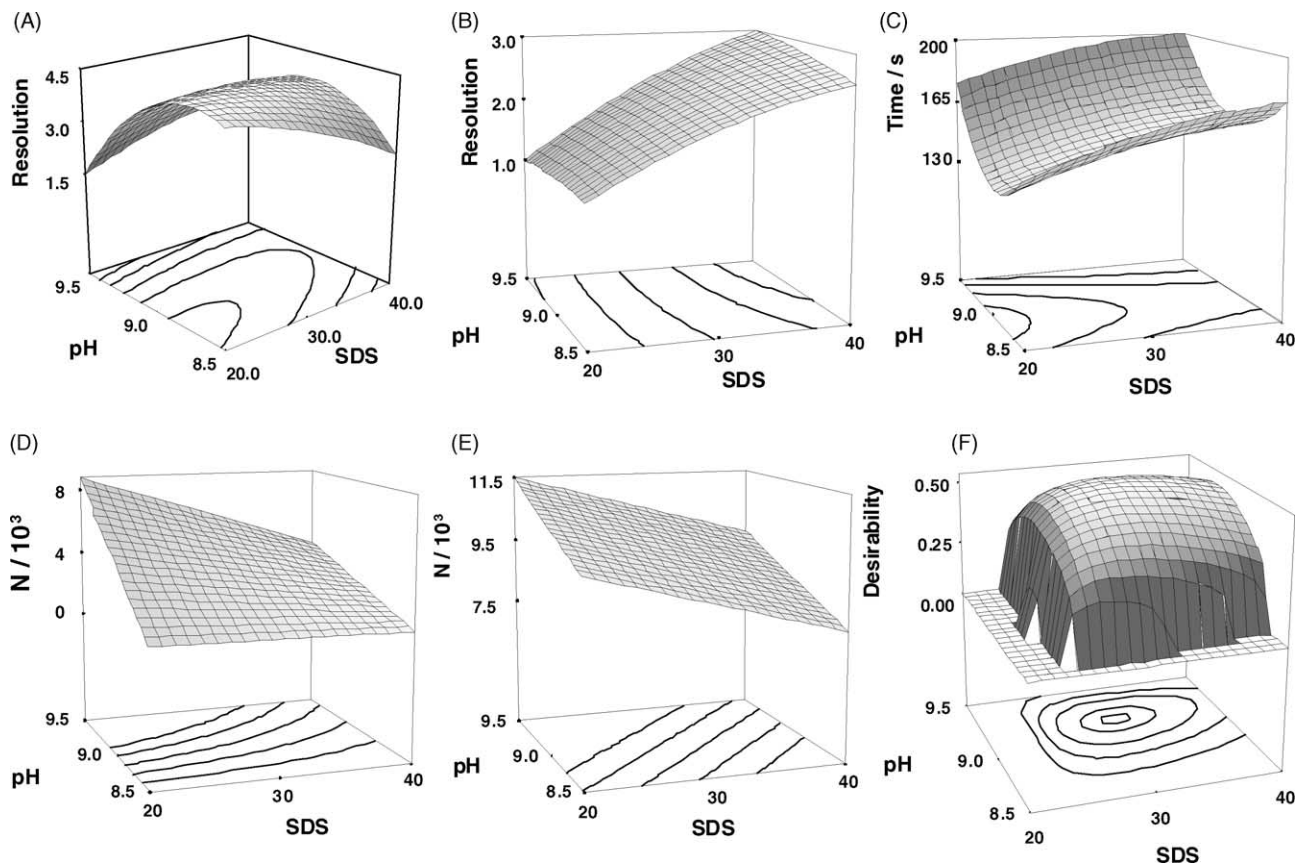 (A)
4.5
3.0
1.5
Resolution
9.5
9.0
8.5
pH
20.0
30.0
40.0
SDS
(B)
3.0
2.0
1.0
Resolution
9.5
9.0
8.5
pH
20
30
40
SDS
(C)
200
165
130
Time / s
9.5
9.0
8.5
pH
20
30
40
SDS
(D)
8
4
0
N / 10³
9.5
9.0
8.5
pH
20
30
40
SDS
(E)
11.5
9.5
7.5
N / 10³
9.5
9.0
8.5
pH
20
30
40
SDS
(F)
0.50
0.25
0.00
Desirability
9.5
9.0
8.5
pH
20
30
40
SDS